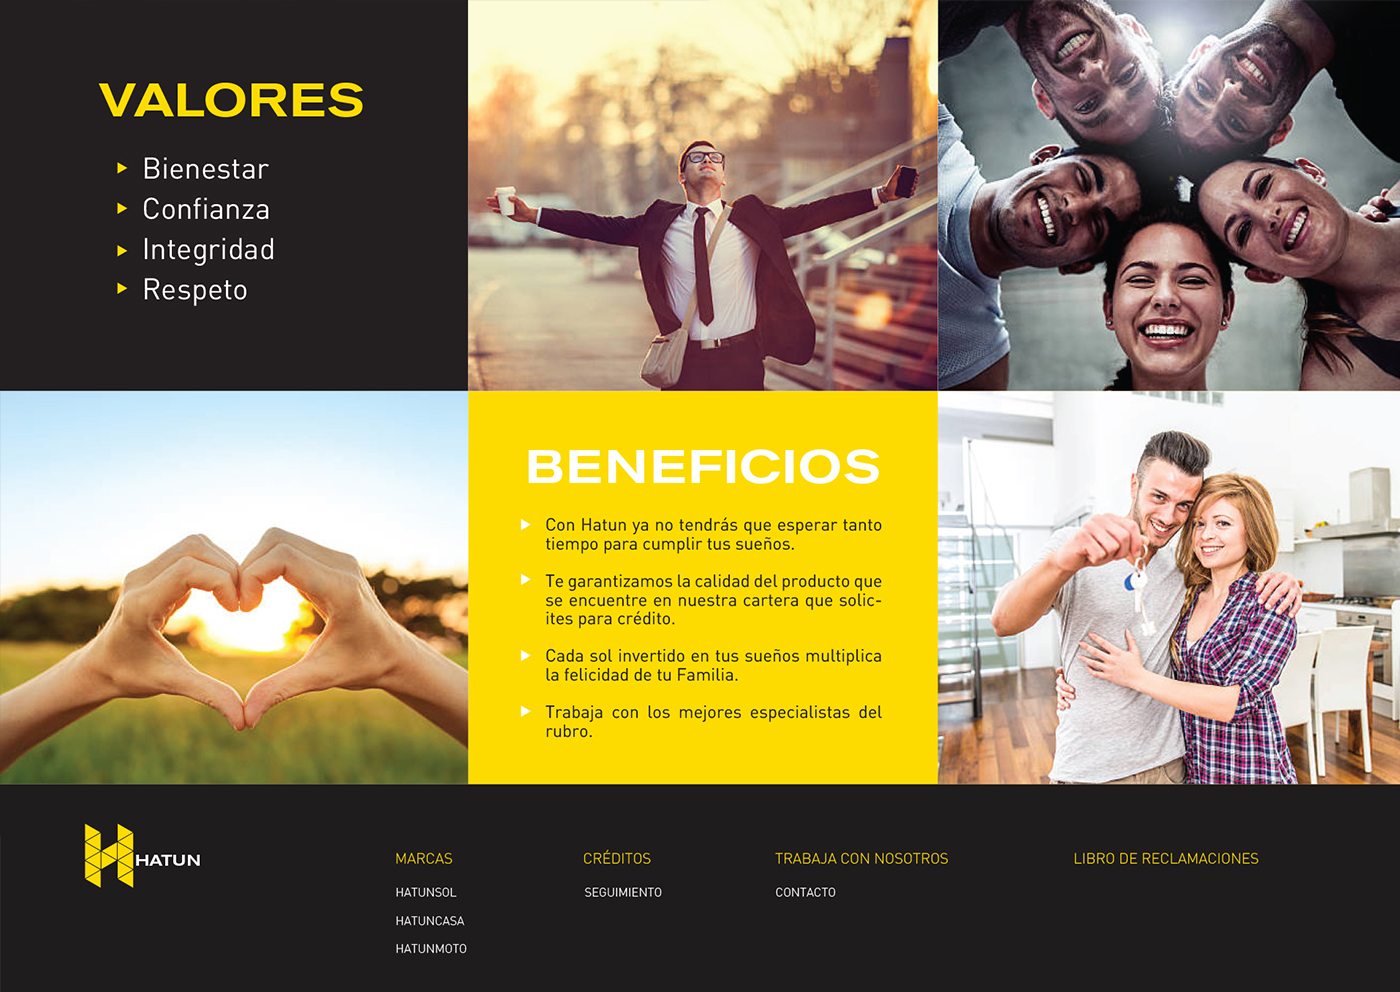 VALORES
Bienestar
Confianza
Integridad
Respeto
BENEFICIOS
Con Hatun ya no tendrás que esperar tanto
tiempo para cumplir tus sueños.
Te garantizamos la calidad del producto que
se encuentre en nuestra cartera que solic-
ites para crédito.
Cada sol invertido en tus sueños multiplica
la felicidad de tu Familia.
Trabaja con los mejores especialistas del
rubro.
HATUN
MARCAS
HATUNSOL
HATUNCASA
HATUNMOTO
CRÉDITOS
SEGUIMIENTO
TRABAJA CON NOSOTROS
CONTACTO
LIBRO DE RECLAMACIONES